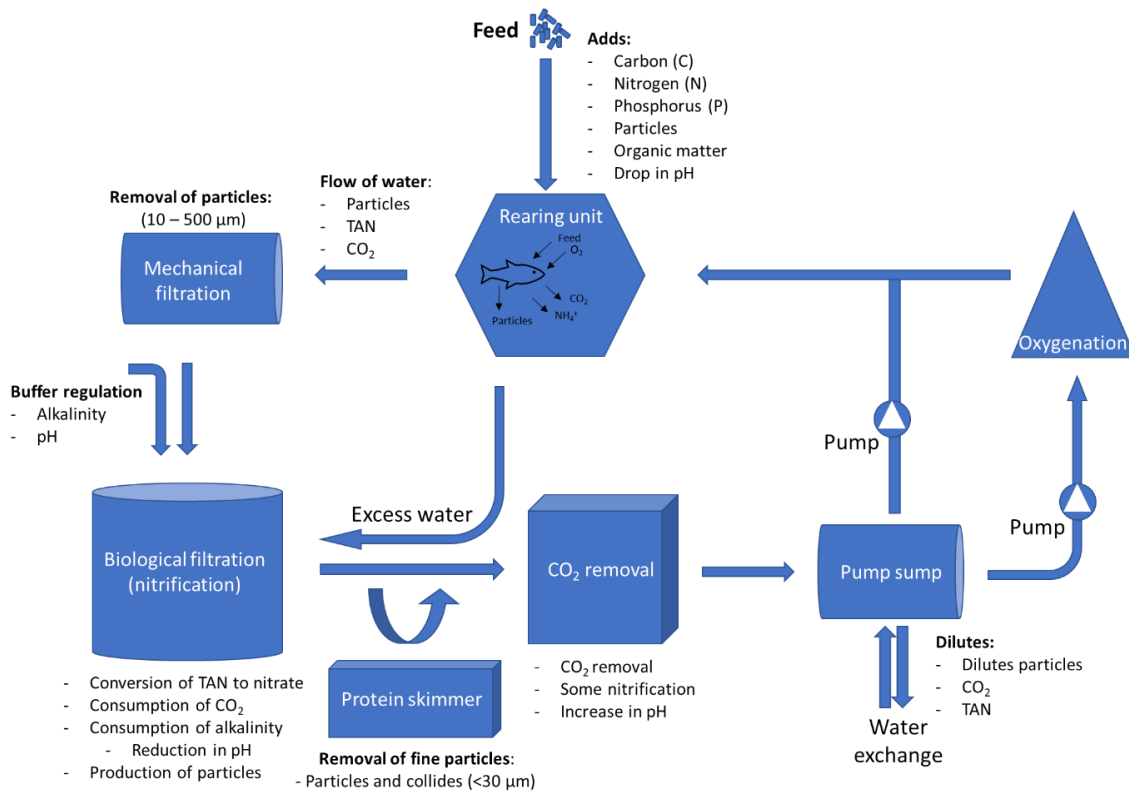 Feed
Adds:
- Carbon (C)
- Nitrogen (N)
- Phosphorus (P)
- Particles
- Organic matter
- Drop in pH
Flow of water:
- Particles
- TAN
- CO₂
Removal of particles:
(10 – 500 µm)
Mechanical
filtration
Rearing unit
Feed
O₂
CO₂
NH₄⁺
Particles
Oxygenation
Buffer regulation
- Alkalinity
- pH
Pump
Pump
Excess water
Biological filtration
(nitrification)
CO₂ removal
Pump sump
- Conversion of TAN to nitrate
- Consumption of CO₂
- Consumption of alkalinity
- Reduction in pH
- Production of particles
Protein skimmer
Removal of fine particles:
- Particles and collides (<30 µm)
- CO₂ removal
- Some nitrification
- Increase in pH
Dilutes:
- Dilutes particles
- CO₂
- TAN
Water
exchange